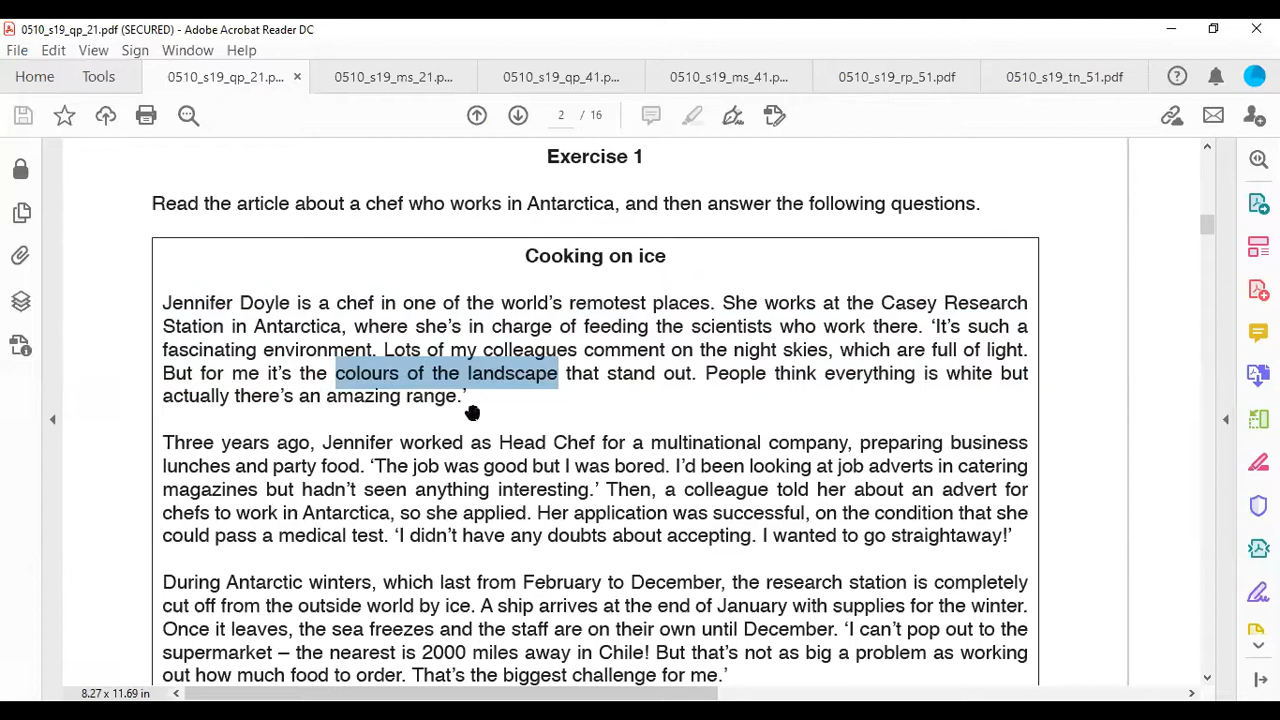 0510_s19_qp_21.pdf (SECURED) - Adobe Acrobat Reader DC
File Edit View Sign Window Help
Home Tools 0510_s19_qp_21.p... × 0510_s19_ms_21.p... 0510_s19_qp_41.p... 0510_s19_ms_41.p... 0510_s19_rp_51.pdf 0510_s19_tn_51.pdf
2 / 16
Exercise 1
Read the article about a chef who works in Antarctica, and then answer the following questions.
Cooking on ice
Jennifer Doyle is a chef in one of the world’s remotest places. She works at the Casey Research
Station in Antarctica, where she’s in charge of feeding the scientists who work there. ‘It’s such a
fascinating environment. Lots of my colleagues comment on the night skies, which are full of light.
But for me it’s the colours of the landscape that stand out. People think everything is white but
actually there’s an amazing range.’
Three years ago, Jennifer worked as Head Chef for a multinational company, preparing business
lunches and party food. ‘The job was good but I was bored. I’d been looking at job adverts in catering
magazines but hadn’t seen anything interesting.’ Then, a colleague told her about an advert for
chefs to work in Antarctica, so she applied. Her application was successful, on the condition that she
could pass a medical test. ‘I didn’t have any doubts about accepting. I wanted to go straightaway!’
During Antarctic winters, which last from February to December, the research station is completely
cut off from the outside world by ice. A ship arrives at the end of January with supplies for the winter.
Once it leaves, the sea freezes and the staff are on their own until December. ‘I can’t pop out to the
supermarket – the nearest is 2000 miles away in Chile! But that’s not as big a problem as working
out how much food to order. That’s the biggest challenge for me.’
8.27 x 11.69 in